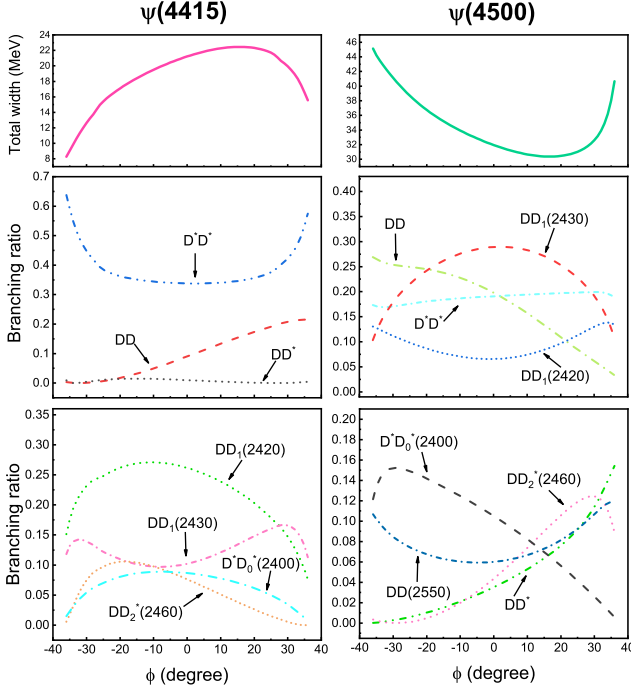 ψ(4415)
ψ(4500)
Total width (MeV)
24
22
20
18
16
14
12
10
8
46
44
42
40
38
36
34
32
30
Branching ratio
0.7
0.6
0.5
0.4
0.3
0.2
0.1
0.0
D*D*
DD
DD*
0.40
0.35
0.30
0.25
0.20
0.15
0.10
0.05
0.00
DD
DD₁(2430)
D*D*
DD₁(2420)
Branching ratio
0.35
0.30
0.25
0.20
0.15
0.10
0.05
0.00
DD₁(2420)
DD₁(2430)
D*D₀*(2400)
DD₂*(2460)
-40 -30 -20 -10 0 10 20 30 40
ϕ (degree)
0.20
0.18
0.16
0.14
0.12
0.10
0.08
0.06
0.04
0.02
0.00
D*D₀*(2400)
DD₂*(2460)
DD(2550)
DD*
-30 -20 -10 0 10 20 30 40
ϕ (degree)